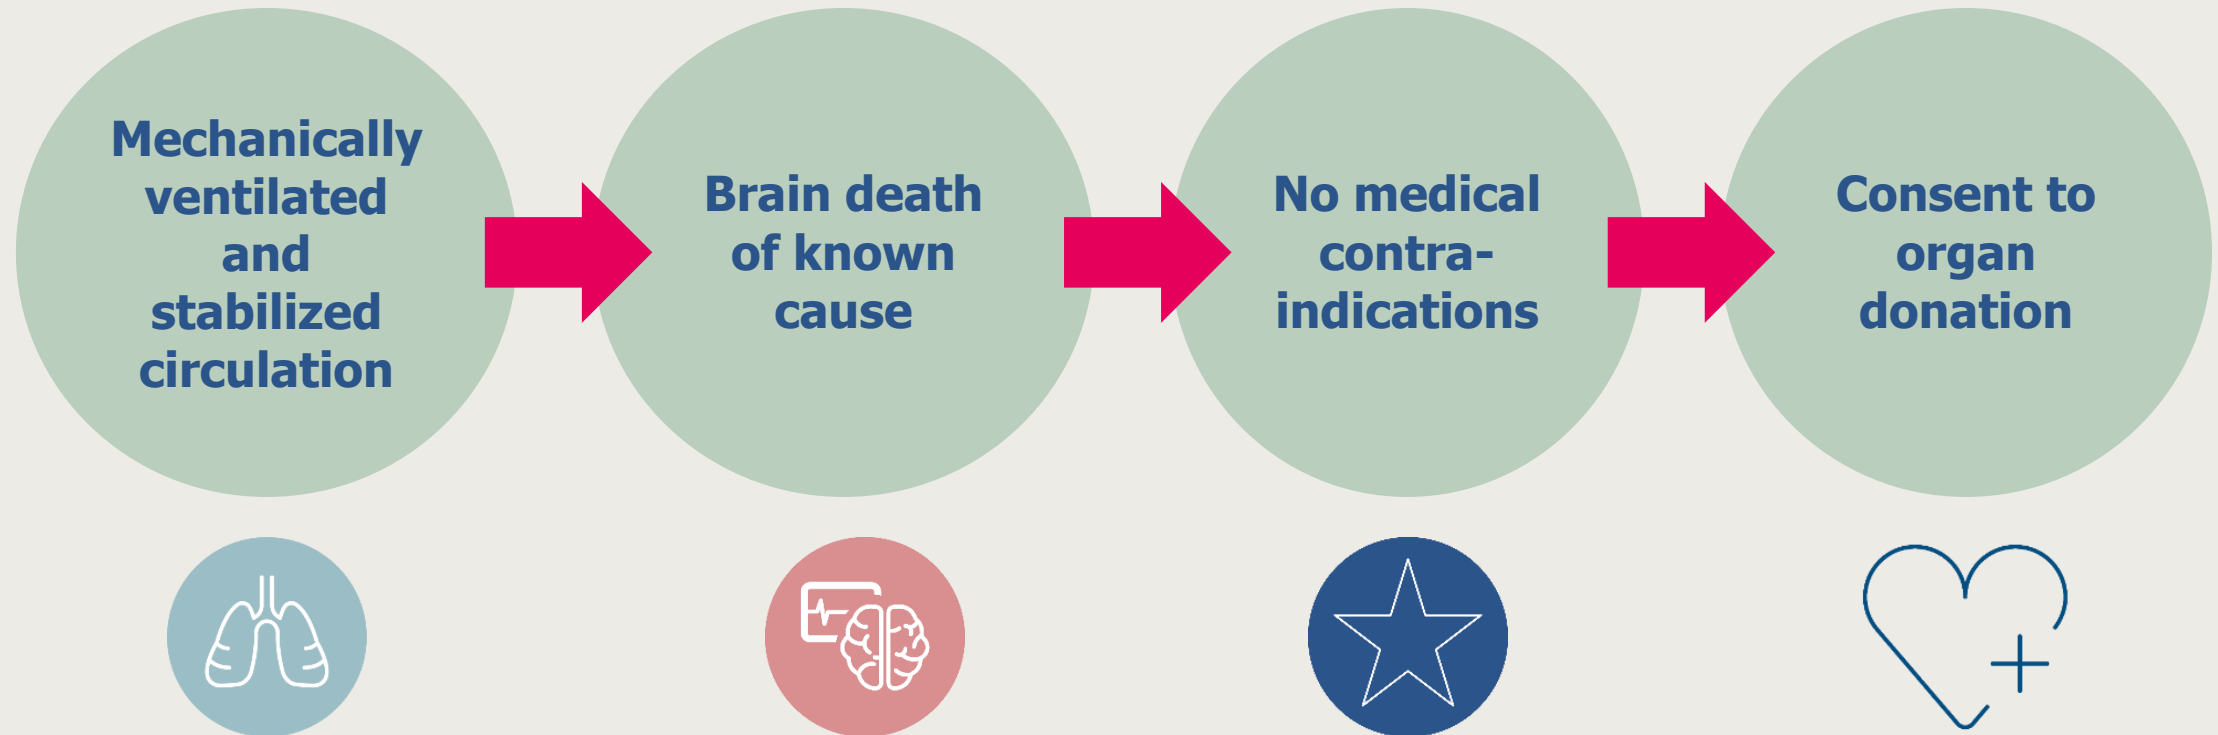 Mechanically
ventilated
and
stabilized
circulation
Brain death
of known
cause
No medical
contra-
indications
Consent to
organ
donation